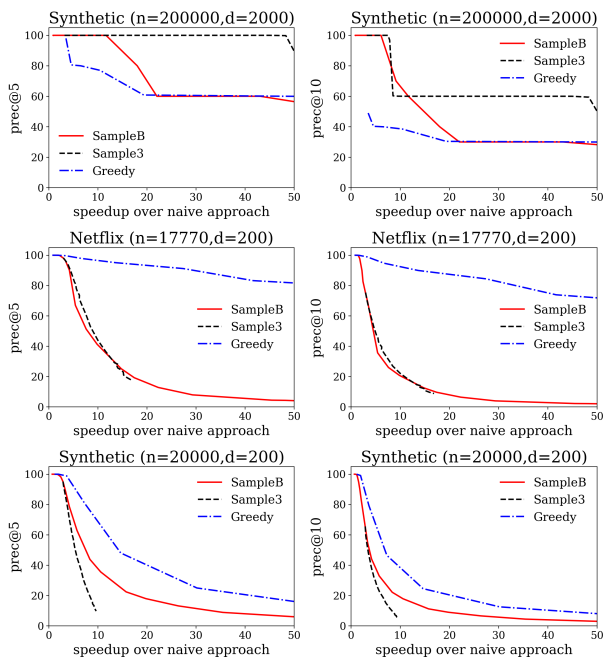 Synthetic (n=200000,d=2000)
prec@5
100
80
60
40
20
0
SampleB
Sample3
Greedy
0 10 20 30 40 50
speedup over naive approach
Synthetic (n=200000,d=2000)
prec@10
100
80
60
40
20
0
SampleB
Sample3
Greedy
0 10 20 30 40 50
speedup over naive approach
Netflix (n=17770,d=200)
prec@5
100
80
60
40
20
0
SampleB
Sample3
Greedy
0 10 20 30 40 50
speedup over naive approach
Netflix (n=17770,d=200)
prec@10
100
80
60
40
20
0
SampleB
Sample3
Greedy
0 10 20 30 40 50
speedup over naive approach
Synthetic (n=20000,d=200)
prec@5
100
80
60
40
20
0
SampleB
Sample3
Greedy
0 10 20 30 40 50
speedup over naive approach
Synthetic (n=20000,d=200)
prec@10
100
80
60
40
20
0
SampleB
Sample3
Greedy
0 10 20 30 40 50
speedup over naive approach